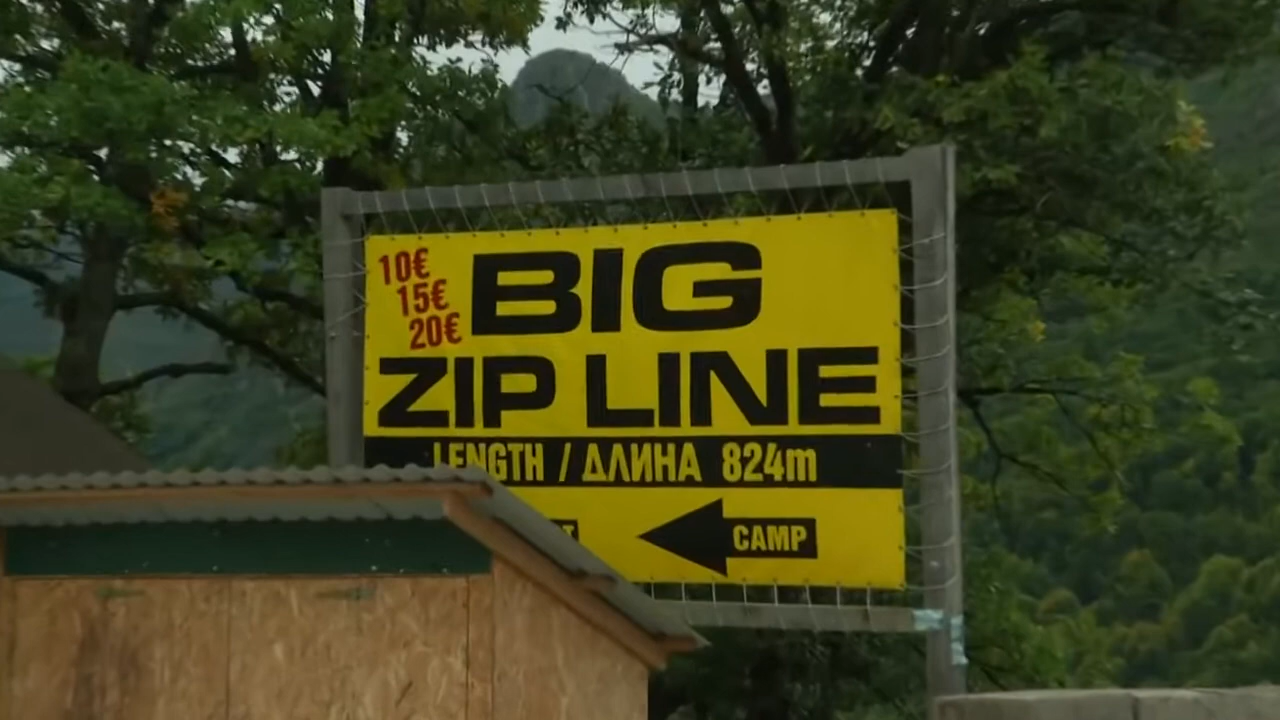 10€
15€
20€
BIG
ZIP LINE
LENGTH / ДЛИНА 824m
CAMP